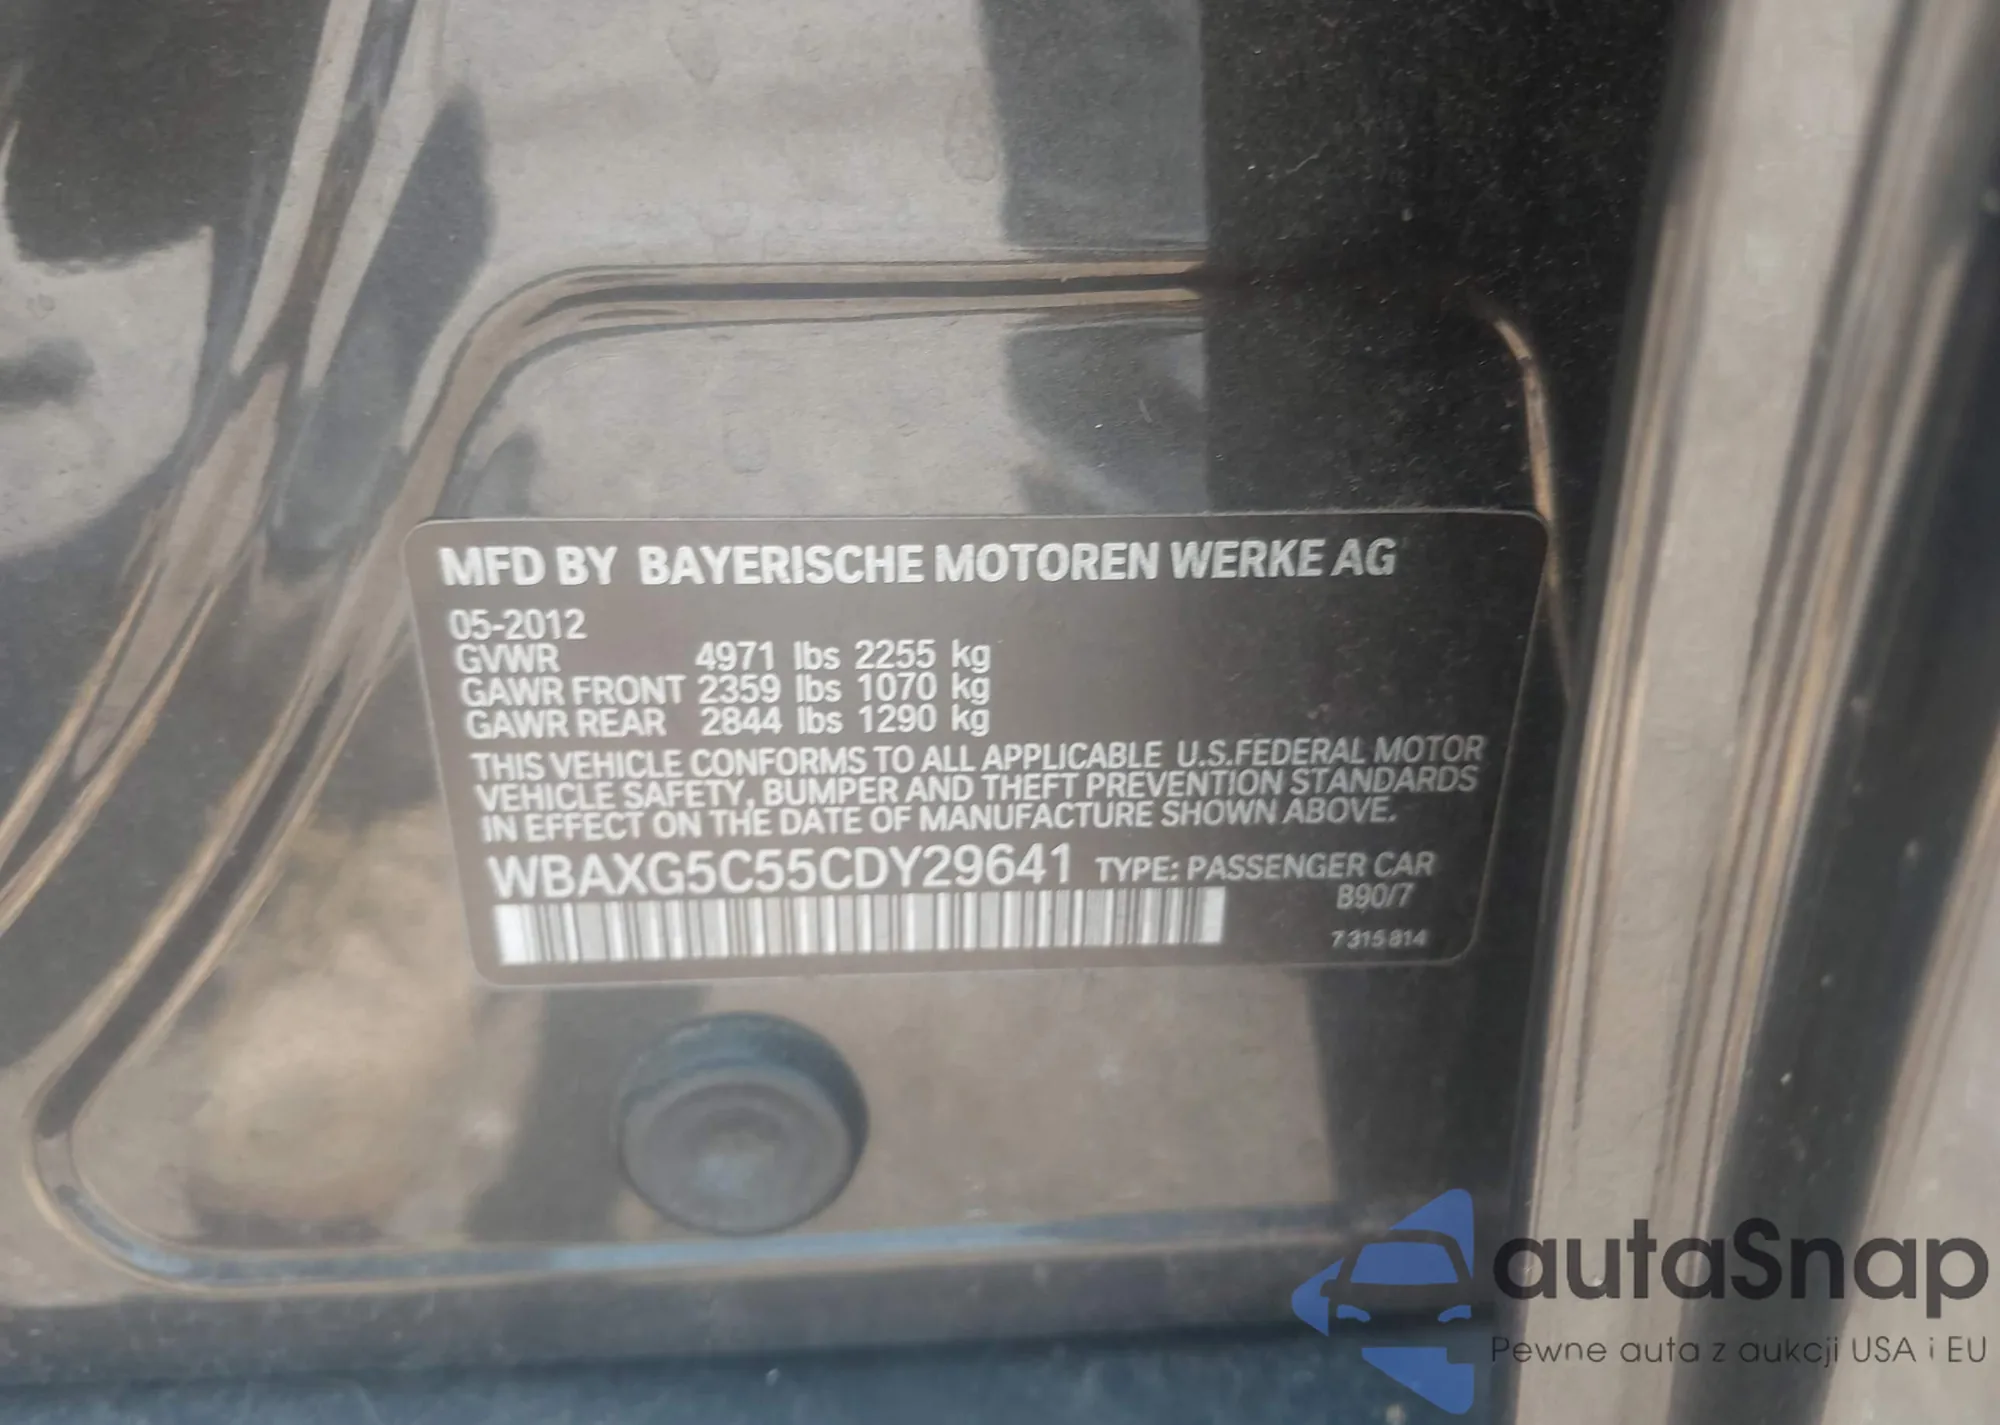 MFD BY BAYERISCHE MOTOREN WERKE AG
05-2012
GVWR 4971 lbs 2255 kg
GAWR FRONT 2359 lbs 1070 kg
GAWR REAR 2844 lbs 1290 kg
THIS VEHICLE CONFORMS TO ALL APPLICABLE U.S.FEDERAL MOTOR
VEHICLE SAFETY, BUMPER AND THEFT PREVENTION STANDARDS
IN EFFECT ON THE DATE OF MANUFACTURE SHOWN ABOVE.
WBAXG5C55CDY29641 TYPE: PASSENGER CAR
B90/7
7 315 814
autaSnap
Pewne auta z aukcji USA i EU